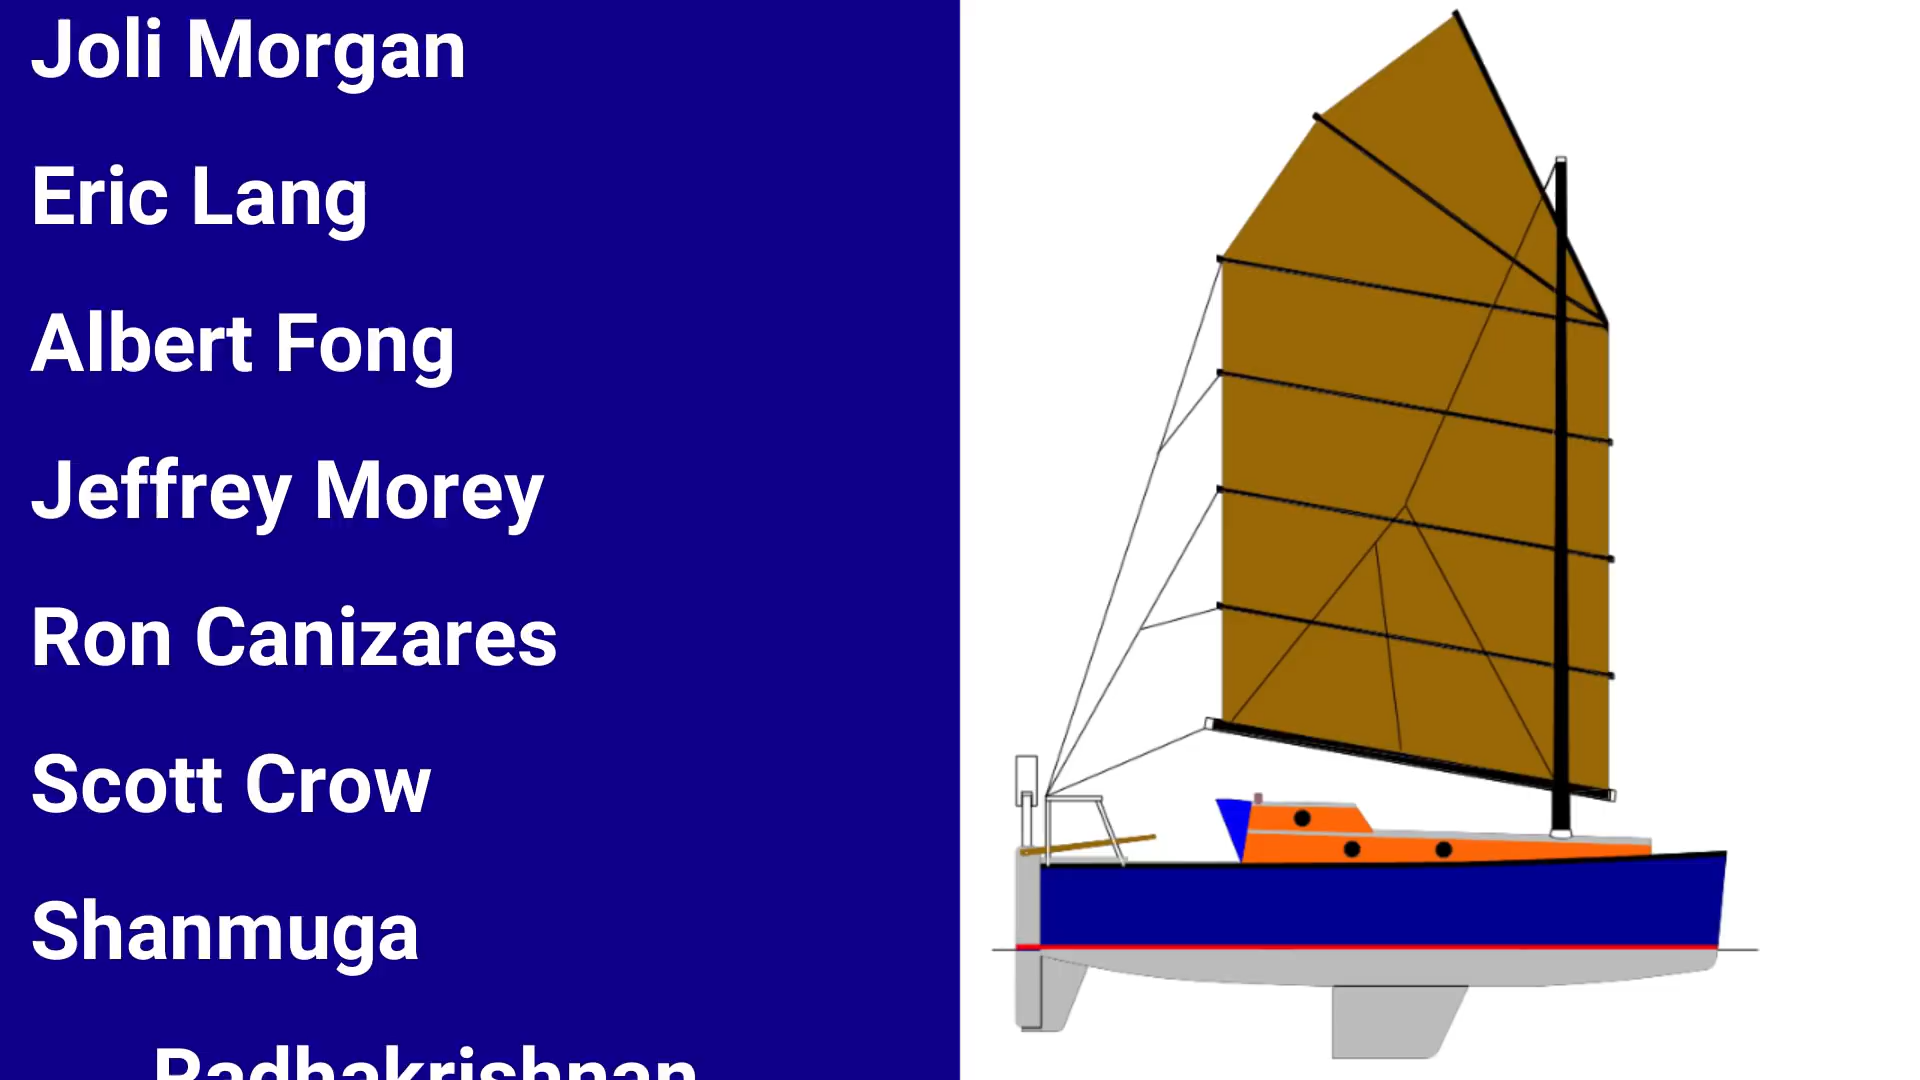 Joli Morgan
Eric Lang
Albert Fong
Jeffrey Morey
Ron Canizares
Scott Crow
Shanmuga
Radhakrishnan